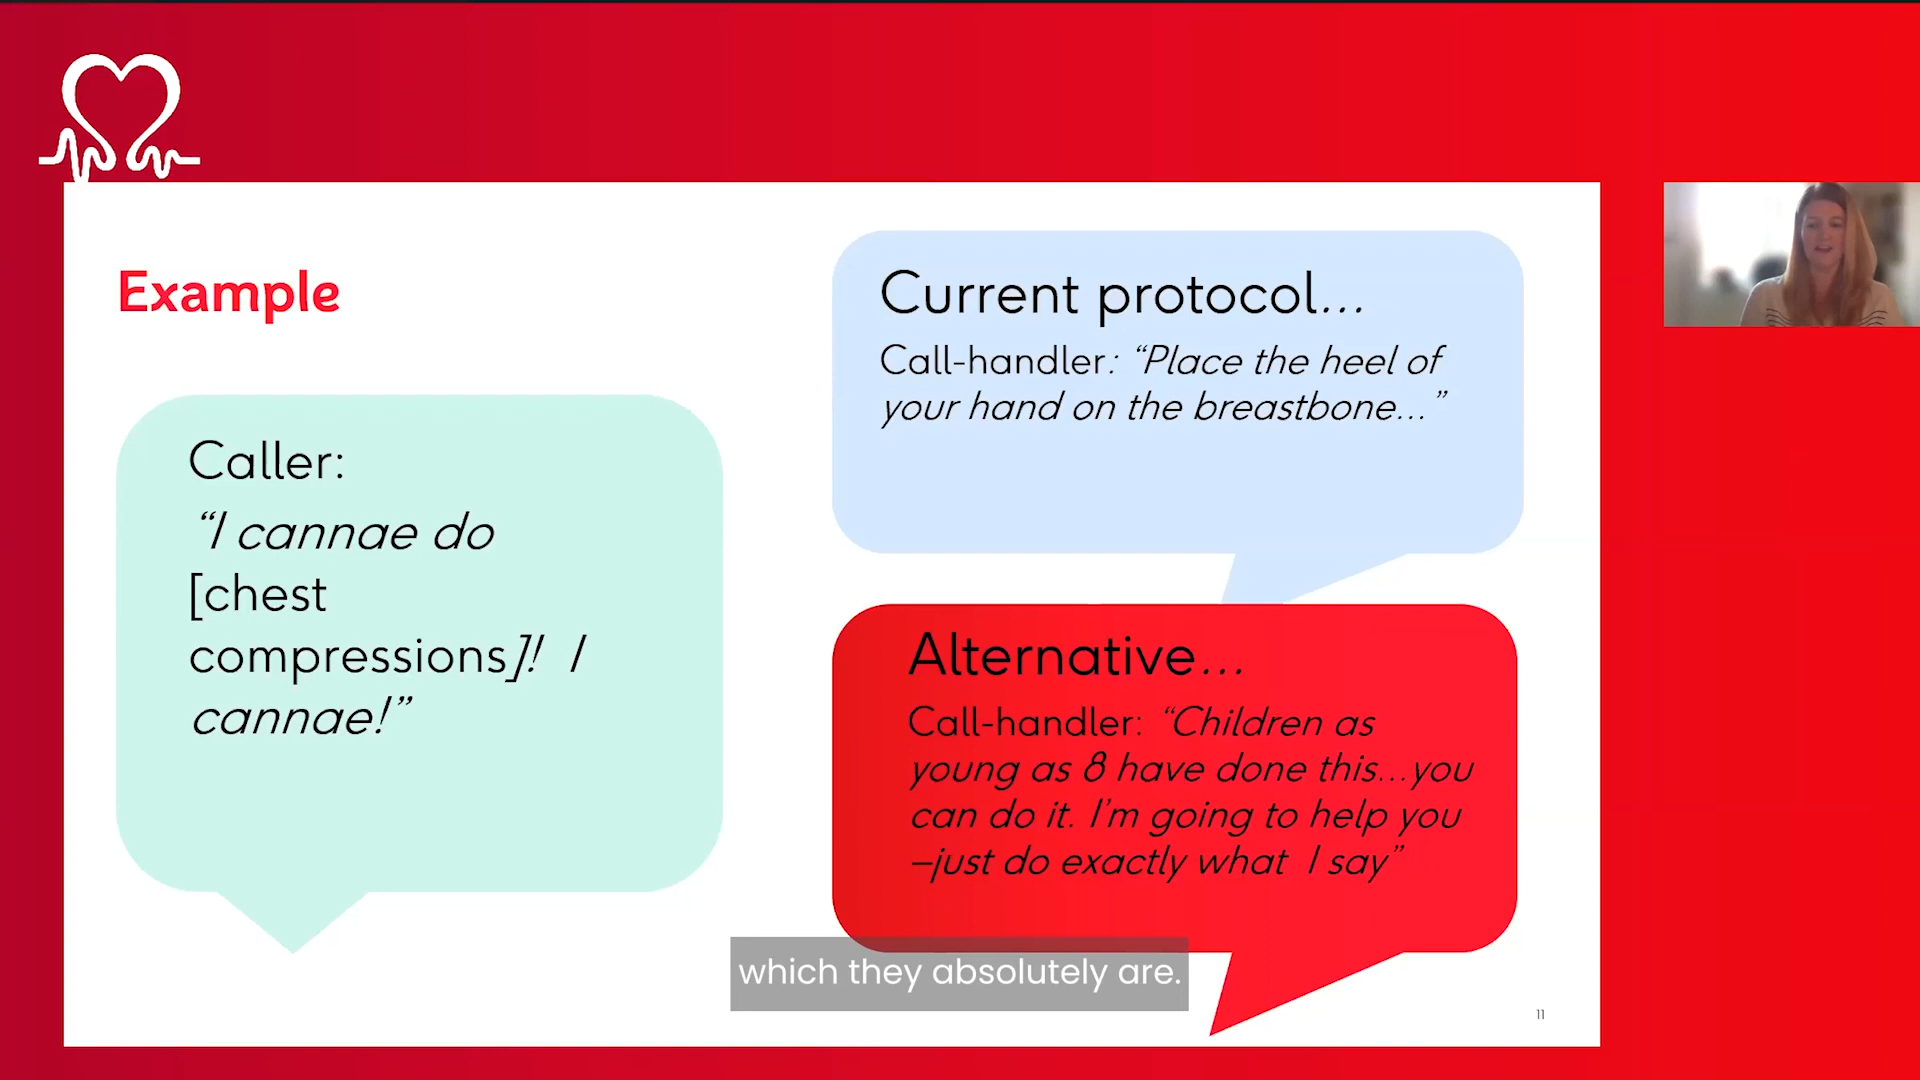 Example
Caller:
“I cannae do
[chest
compressions]! I
cannae!”
Current protocol...
Call-handler: “Place the heel of
your hand on the breastbone...”
Alternative...
Call-handler: “Children as
young as 8 have done this...you
can do it. I’m going to help you
–just do exactly what I say”
which they absolutely are.
11